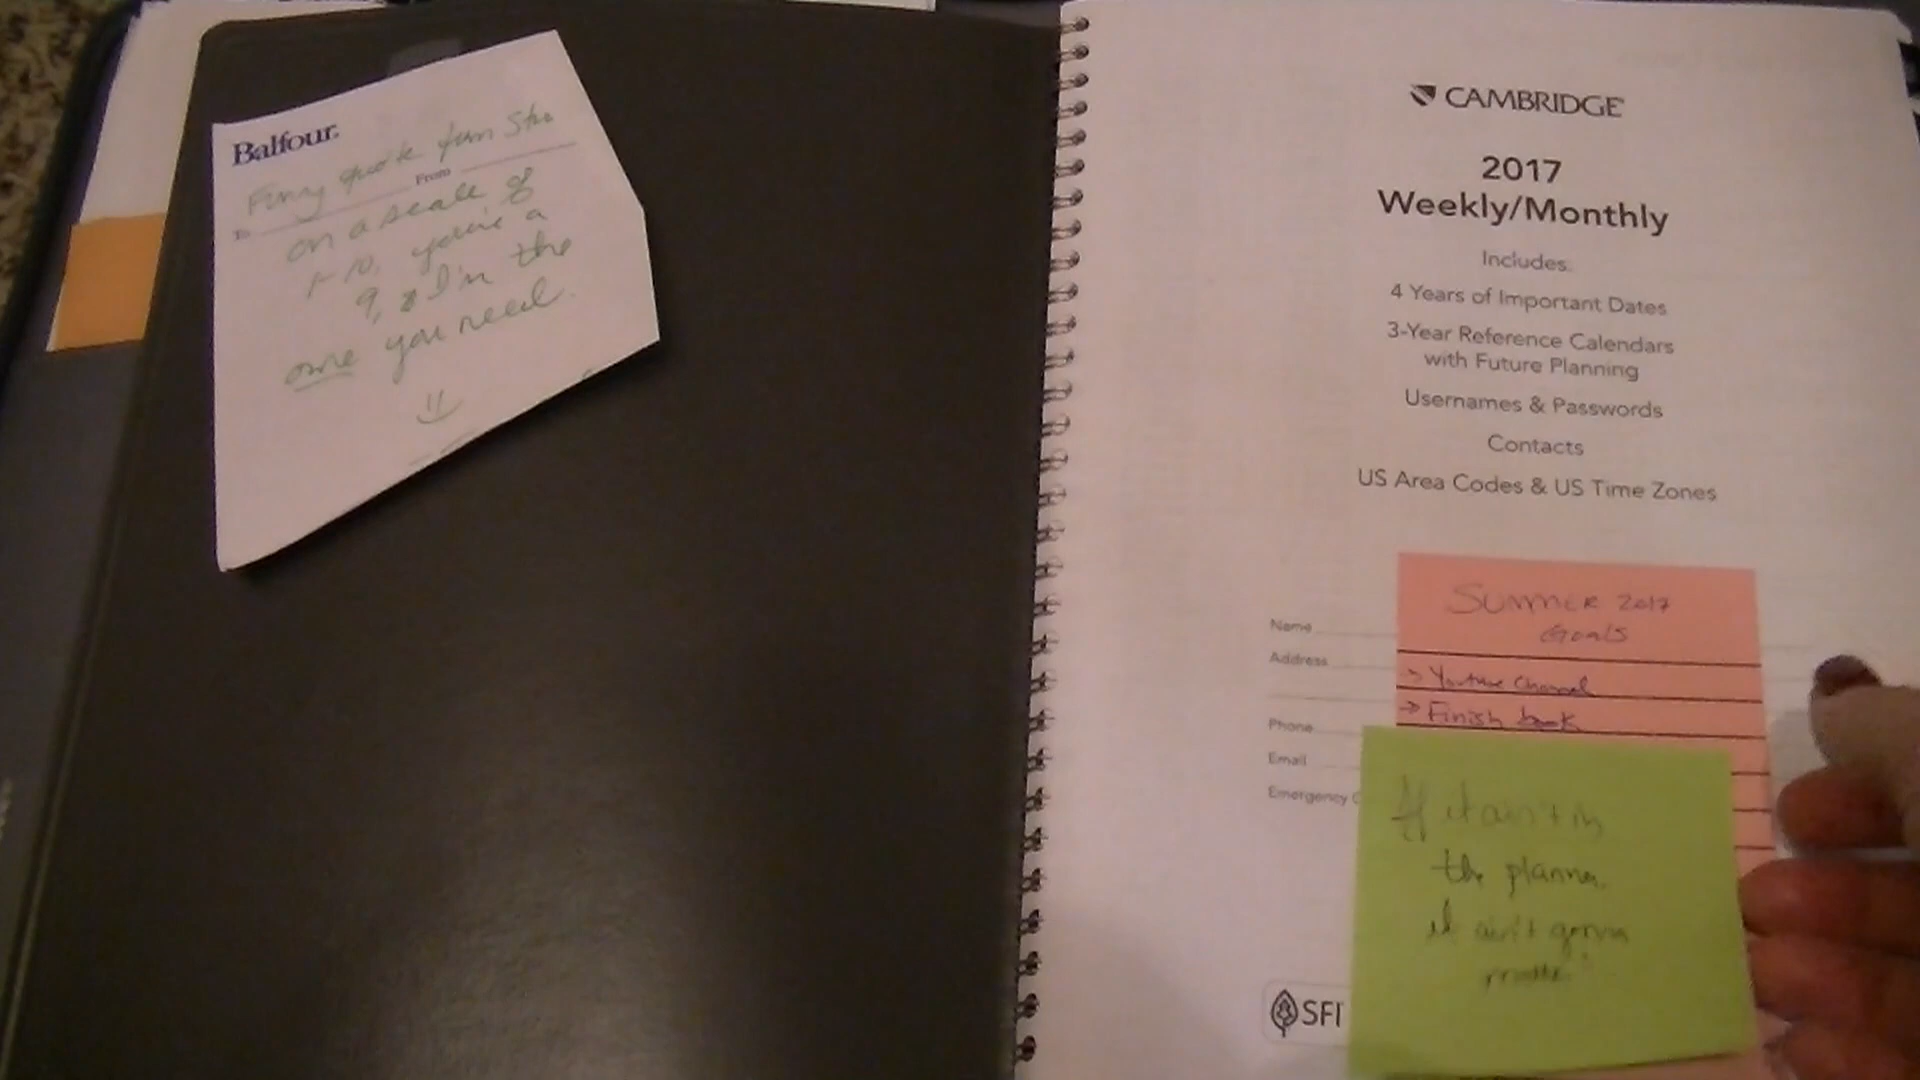 Balfour.
Funny quote from
To From
on a scale of
1-10, you're a
9, & I'm the
one you need.
CAMBRIDGE
2017
Weekly/Monthly
Includes:
4 Years of Important Dates
3-Year Reference Calendars
with Future Planning
Usernames & Passwords
Contacts
US Area Codes & US Time Zones
Name
Address
Phone
Email
Emergency C
SUMMER 2017
Goals
→ Youtube Channel
→ Finish book
If it ain't in
the planner
it ain't gonna
SFI